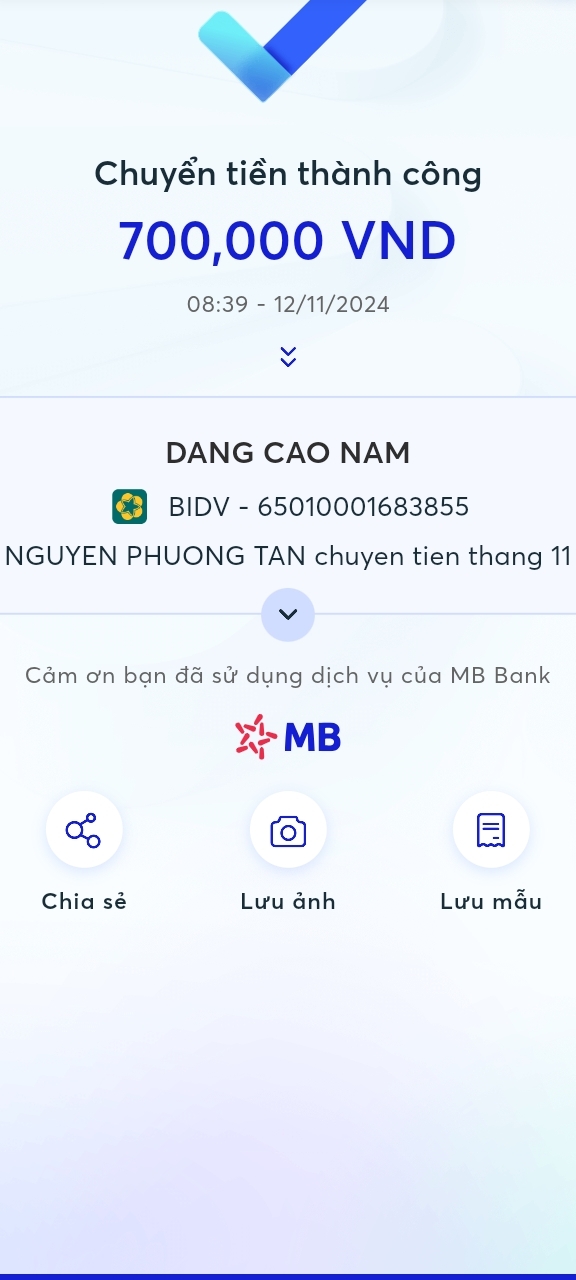 Chuyển tiền thành công
700,000 VND
08:39 - 12/11/2024
DANG CAO NAM
BIDV - 65010001683855
NGUYEN PHUONG TAN chuyen tien thang 11
Cảm ơn bạn đã sử dụng dịch vụ của MB Bank
MB
Chia sẻ Lưu ảnh Lưu mẫu